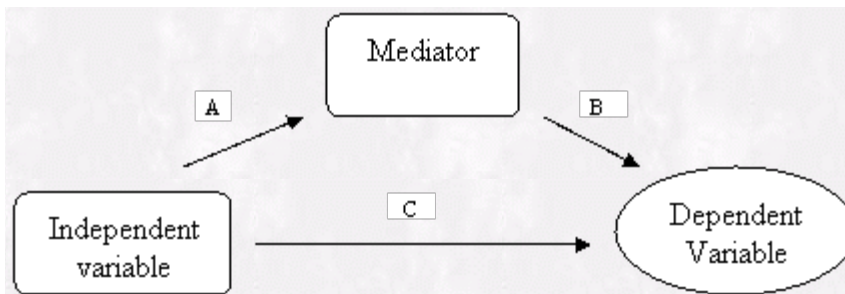 Mediator
A
B
C
Independent
variable
Dependent
Variable